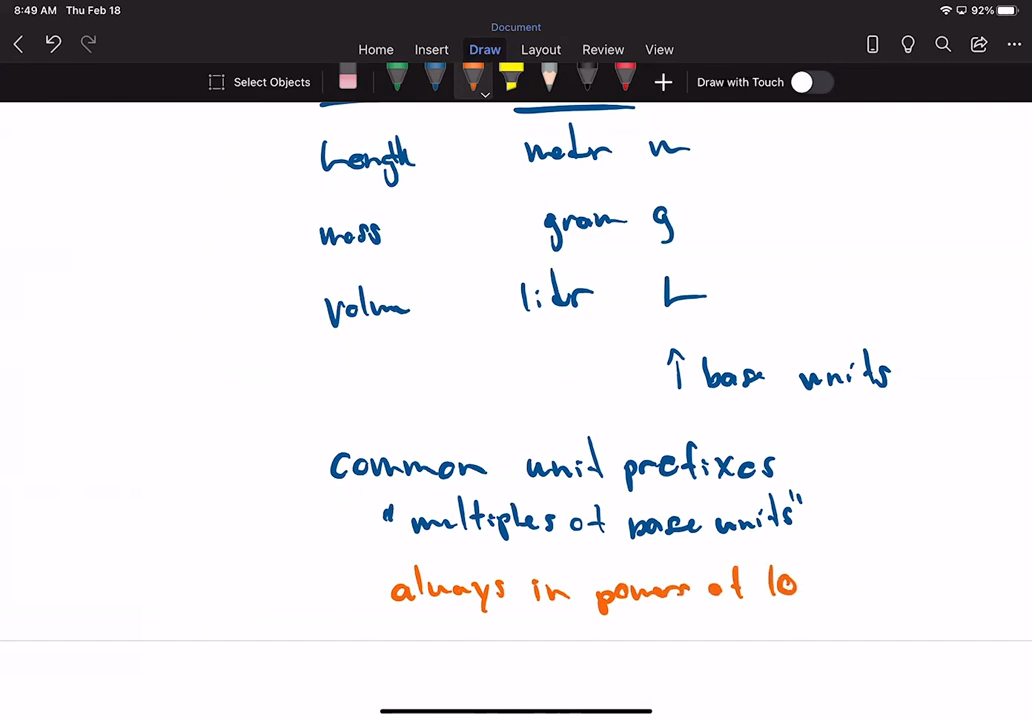 8:49 AM Thu Feb 18
92%
Document
Home Insert Draw Layout Review View
Select Objects
Draw with Touch
Length meter m
mass gram g
volume liter L
↑ base units
common unit prefixes
"multiples of base units"
always in powers of 10